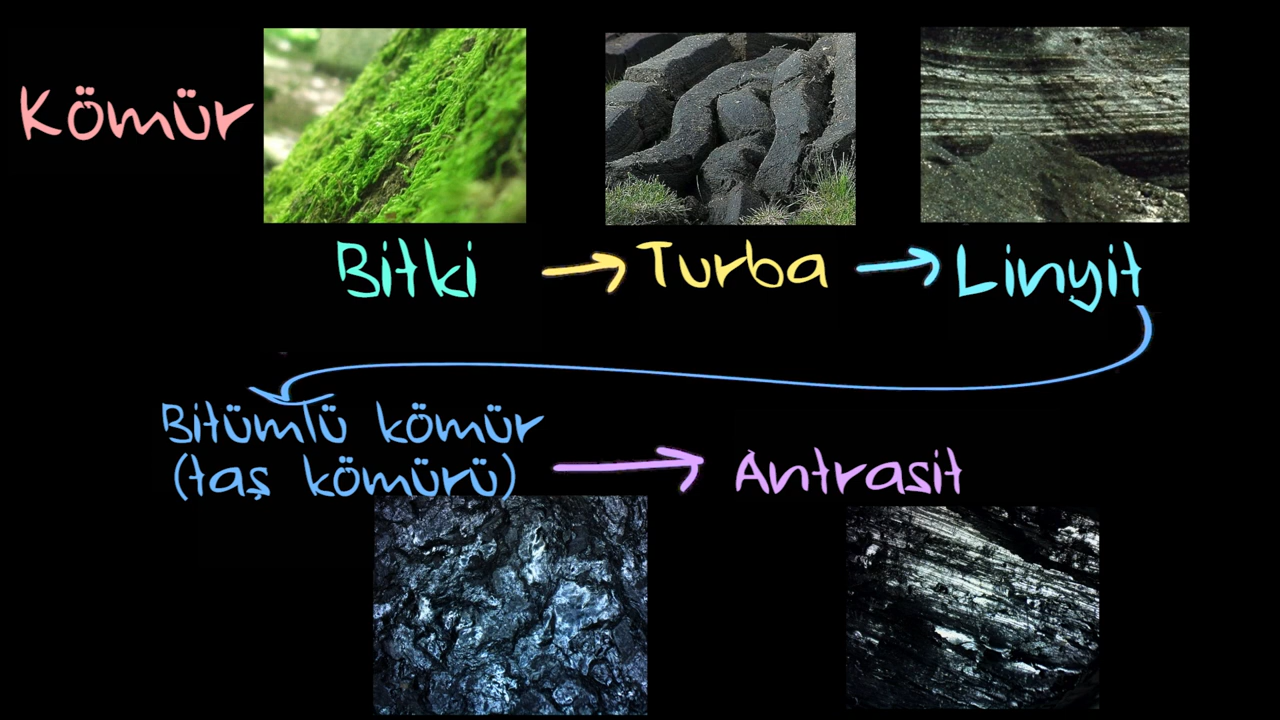 Kömür
Bitki → Turba → Linyit
Bitümlü kömür
(taş kömürü) → Antrasit